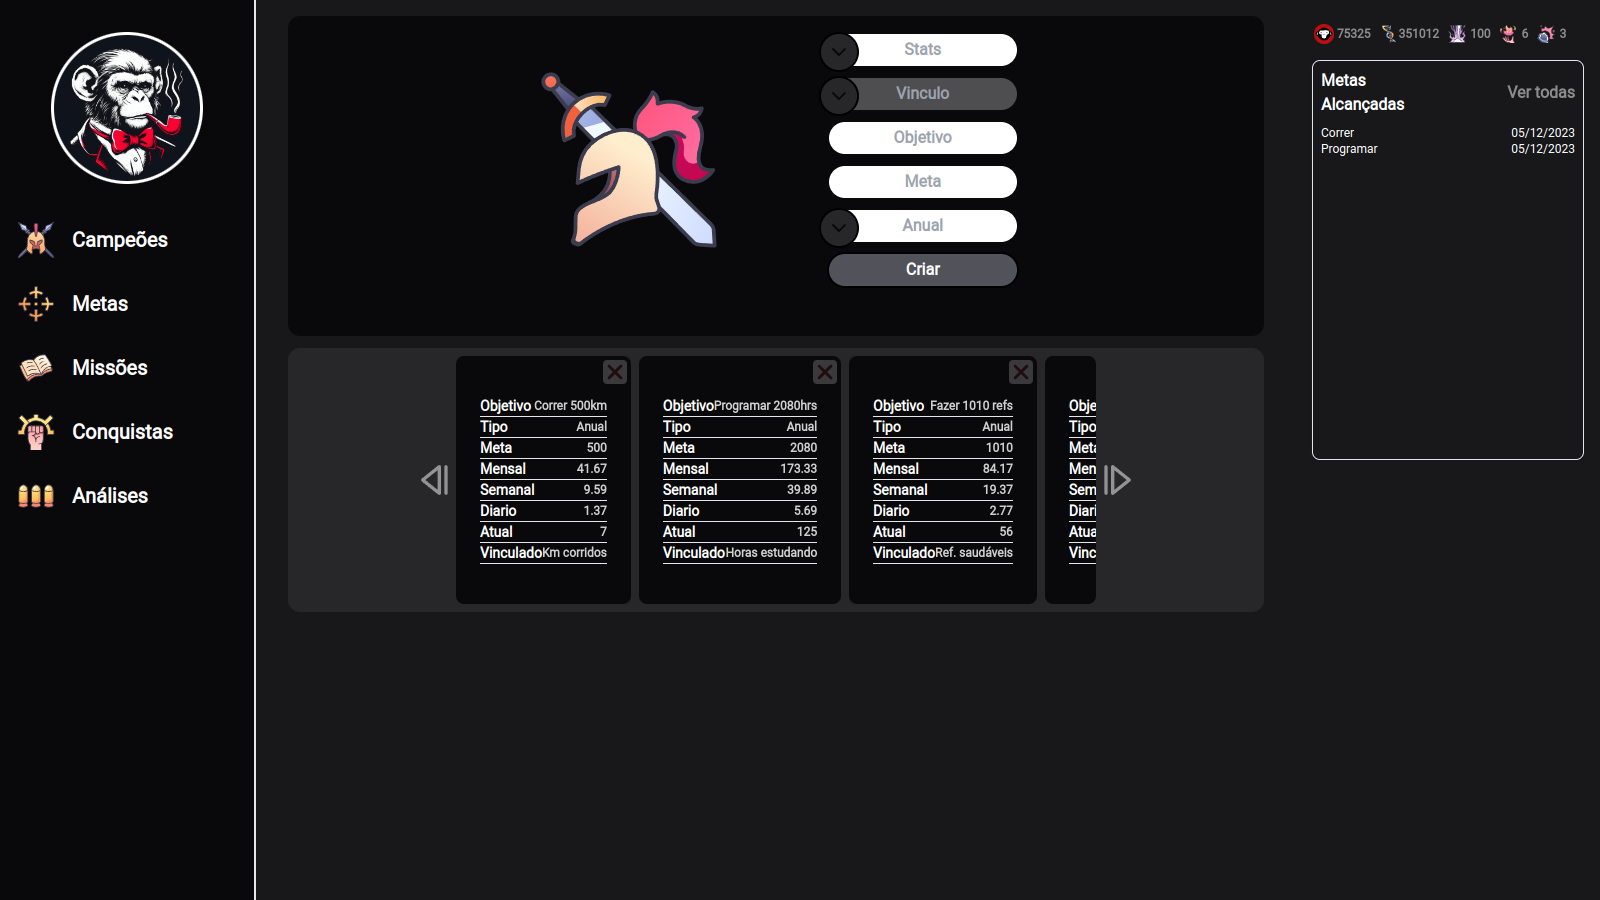 Campeões
Metas
Missões
Conquistas
Análises
Stats
Vinculo
Objetivo
Meta
Anual
Criar
Objetivo Correr 500km
Tipo Anual
Meta 500
Mensal 41.67
Semanal 9.59
Diario 1.37
Atual 7
Vinculado Km corridos
Objetivo Programar 2080hrs
Tipo Anual
Meta 2080
Mensal 173.33
Semanal 39.89
Diario 5.69
Atual 125
Vinculado Horas estudando
Objetivo Fazer 1010 refs
Tipo Anual
Meta 1010
Mensal 84.17
Semanal 19.37
Diario 2.77
Atual 56
Vinculado Ref. saudáveis
Obje
Tipo
Meta
Men
Sem
Diari
Atua
Vinc
75325 351012 100 6 3
Metas
Alcançadas
Ver todas
Correr 05/12/2023
Programar 05/12/2023